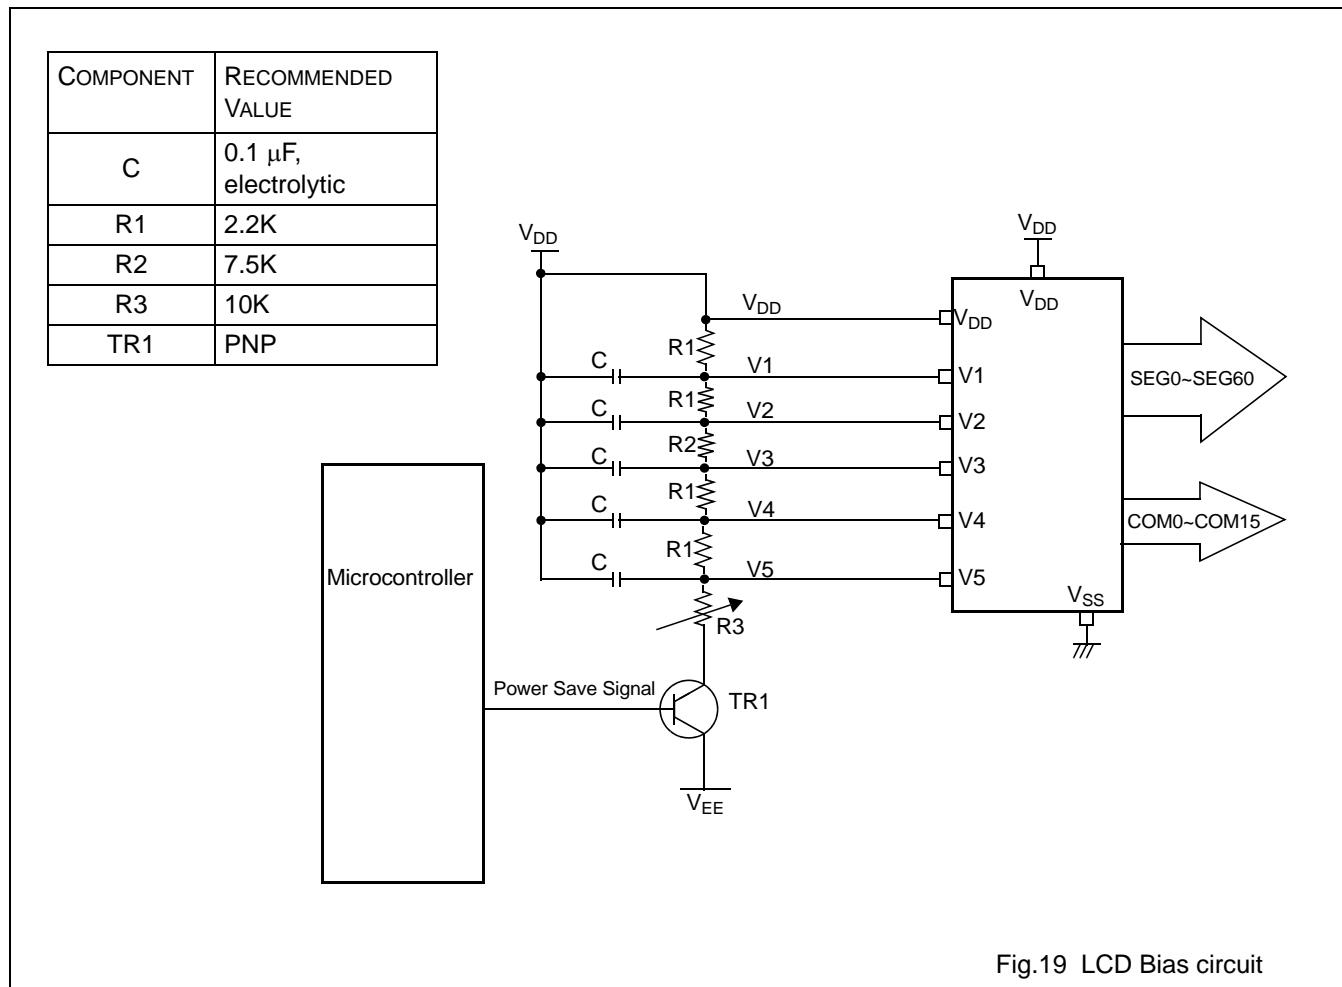 COMPONENT RECOMMENDED
VALUE
C 0.1 μF,
electrolytic
R1 2.2K
R2 7.5K
R3 10K
TR1 PNP
VDD
VDD
VDD
VDD
VDD
R1
C
V1
V1
SEG0~SEG60
R1
C
V2
V2
R2
C
V3
V3
R1
C
V4
V4
COM0~COM15
R1
C
V5
V5
Microcontroller
VSS
R3
Power Save Signal
TR1
VEE
Fig.19 LCD Bias circuit